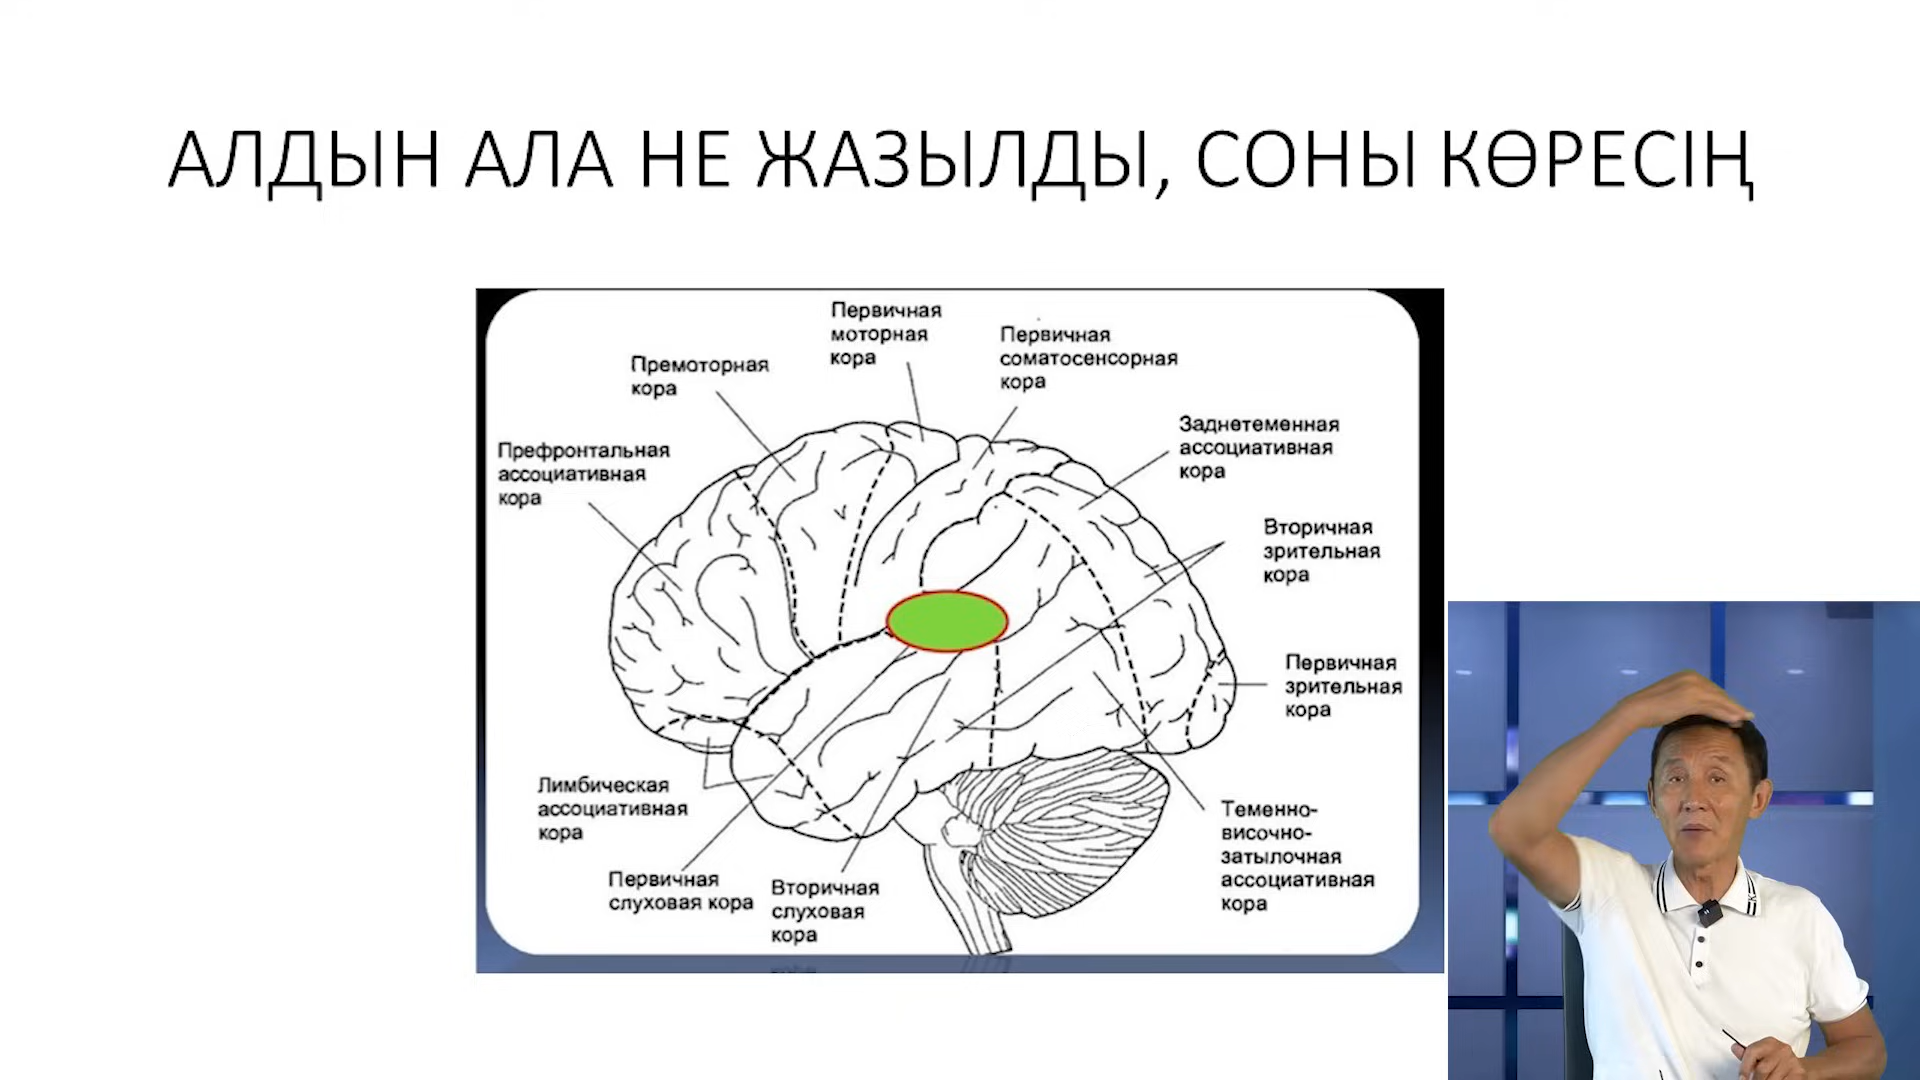 АЛДЫН АЛА НЕ ЖАЗЫЛДЫ, СОНЫ КӨРЕСІҢ
Первичная
моторная
кора
Первичная
соматосенсорная
кора
Премоторная
кора
Заднетеменная
ассоциативная
кора
Префронтальная
ассоциативная
кора
Вторичная
зрительная
кора
Первичная
зрительная
кора
Лимбическая
ассоциативная
кора
Теменно-
височно-
затылочная
ассоциативная
кора
Первичная
слуховая кора
Вторичная
слуховая
кора